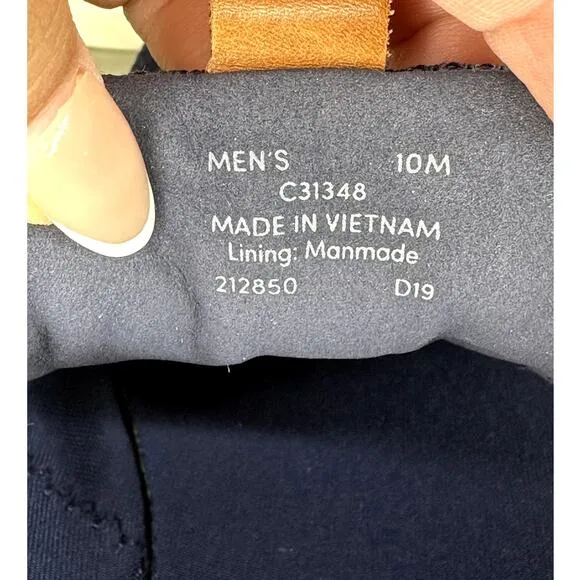 MEN'S 10M
C31348
MADE IN VIETNAM
Lining: Manmade
212850 D19